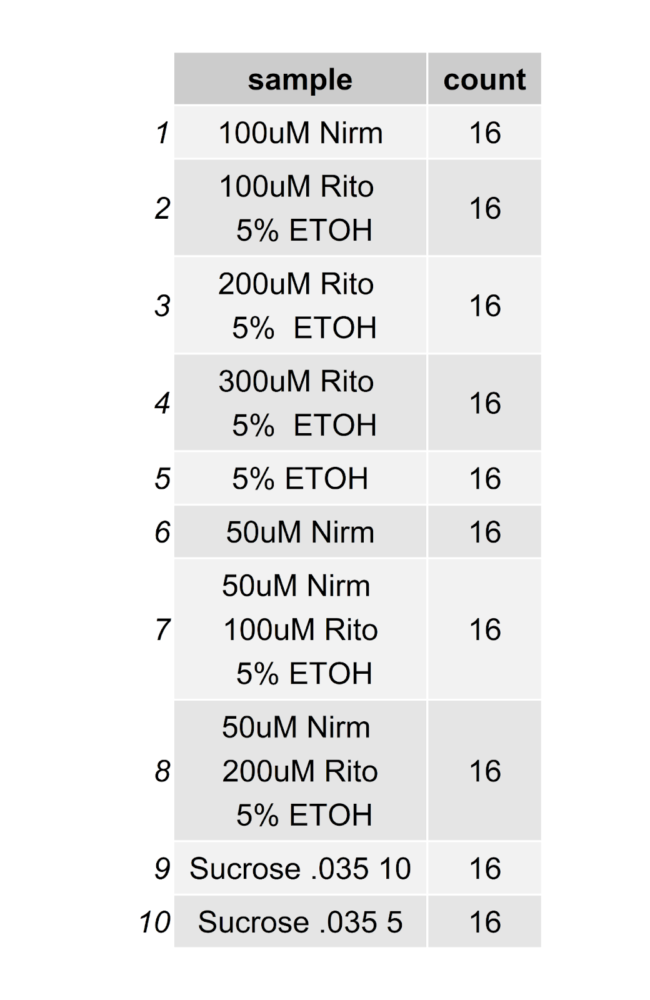 sample count
1 100uM Nirm 16
100uM Rito
2 16
5% ETOH
200uM Rito
3 16
5%  ETOH
300uM Rito
4 16
5%  ETOH
5 5% ETOH 16
6 50uM Nirm 16
50uM Nirm
7 100uM Rito 16
5% ETOH
50uM Nirm
8 200uM Rito 16
5% ETOH
9 Sucrose .035 10 16
10 Sucrose .035 5 16